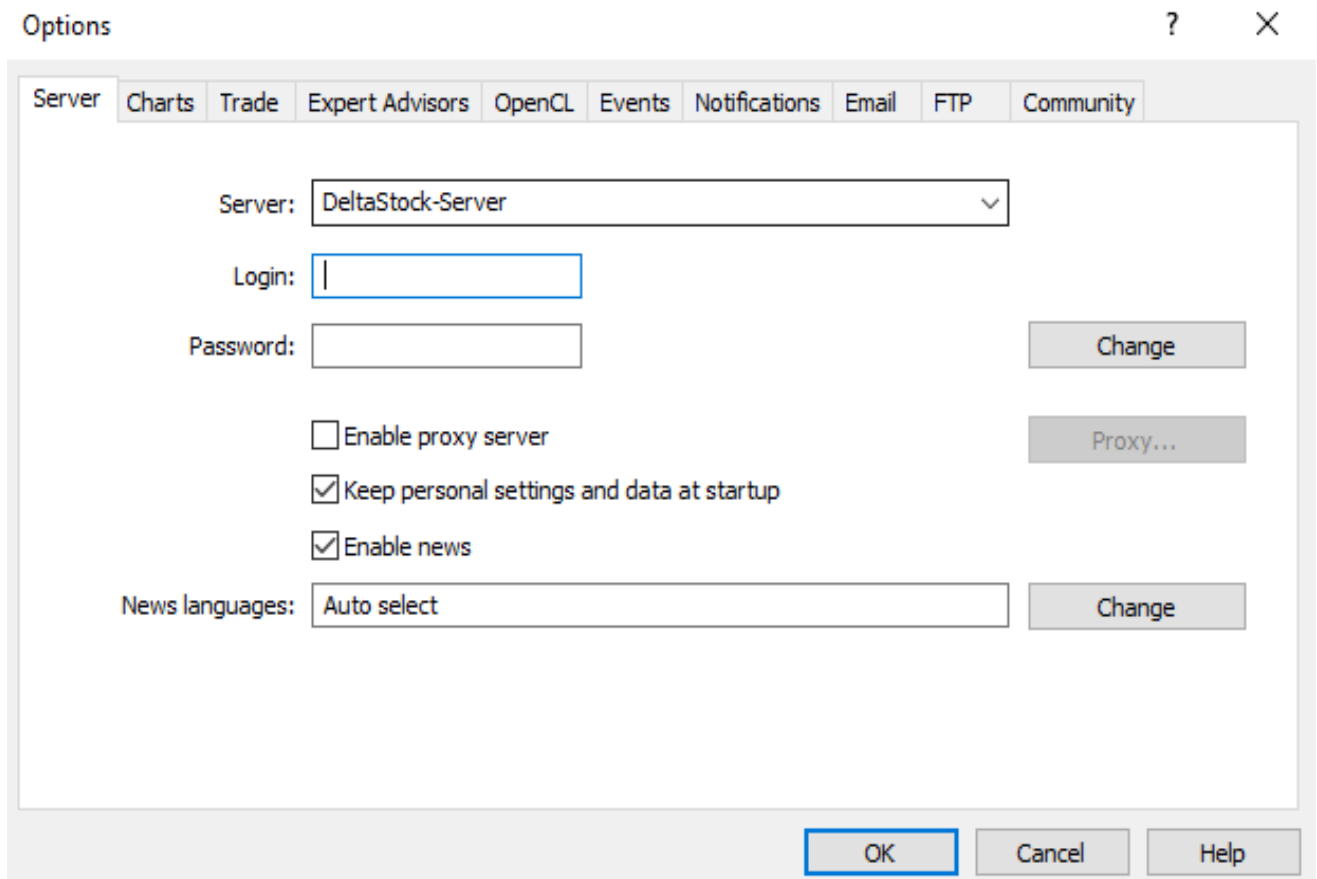 Options ?
Server Charts Trade Expert Advisors OpenCL Events Notifications Email FTP Community
Server: DeltaStock-Server
Login:
Password: Change
Enable proxy server Proxy...
Keep personal settings and data at startup
Enable news
News languages: Auto select Change
OK Cancel Help